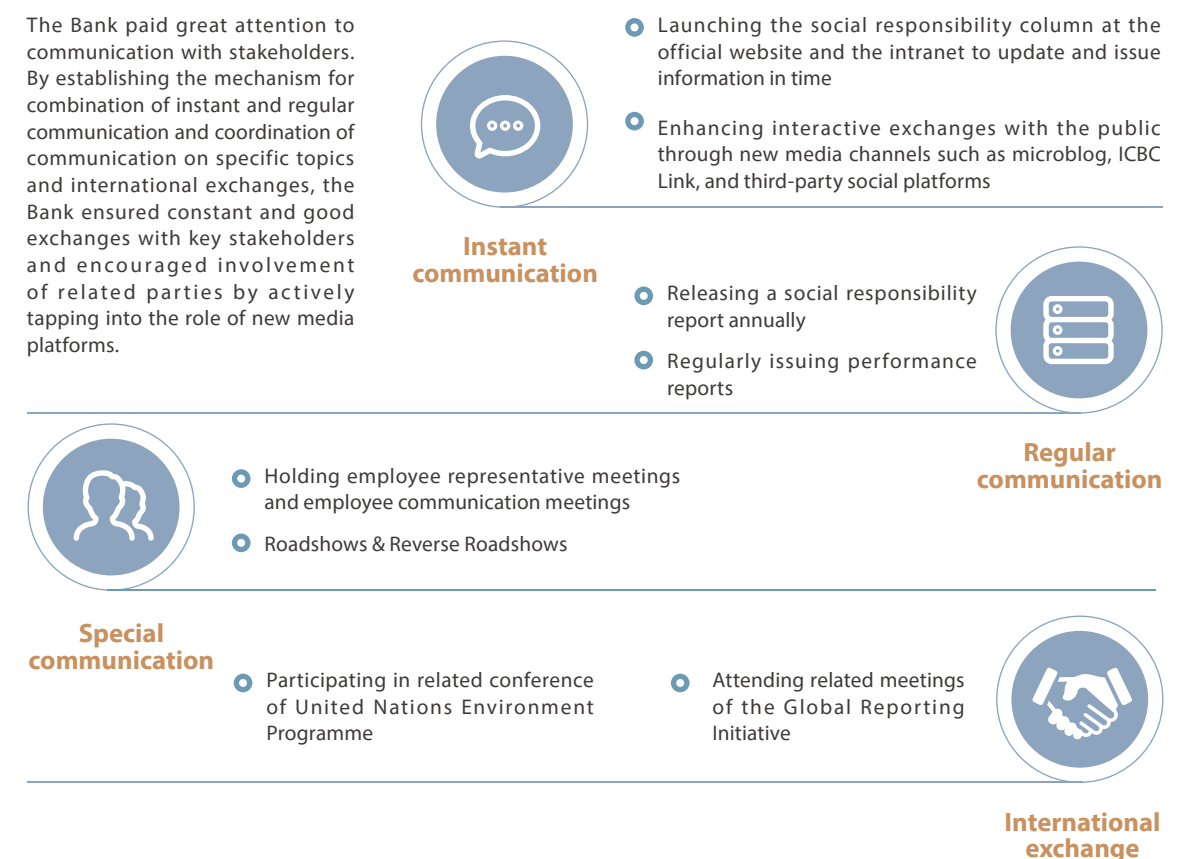 The Bank paid great attention to
communication with stakeholders.
By establishing the mechanism for
combination of instant and regular
communication and coordination of
communication on specific topics
and international exchanges, the
Bank ensured constant and good
exchanges with key stakeholders
and encouraged involvement
of related parties by actively
tapping into the role of new media
platforms.
Launching the social responsibility column at the
official website and the intranet to update and issue
information in time
Enhancing interactive exchanges with the public
through new media channels such as microblog, ICBC
Link, and third-party social platforms
Instant
communication
Releasing a social responsibility
report annually
Regularly issuing performance
reports
Regular
communication
Holding employee representative meetings
and employee communication meetings
Roadshows & Reverse Roadshows
Special
communication
Participating in related conference
of United Nations Environment
Programme
Attending related meetings
of the Global Reporting
Initiative
International
exchange